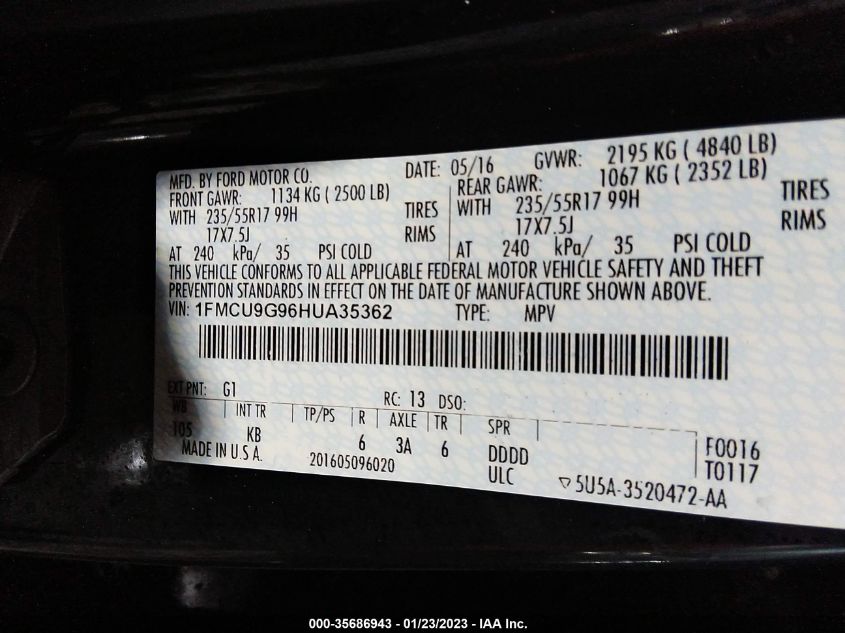 MFD. BY FORD MOTOR CO. DATE: 05/16 GVWR: 2195 KG ( 4840 LB)
FRONT GAWR: 1134 KG ( 2500 LB) REAR GAWR: 1067 KG ( 2352 LB)
WITH 235/55R17 99H TIRES WITH 235/55R17 99H TIRES
17X7.5J RIMS 17X7.5J RIMS
AT 240 kPa/ 35 PSI COLD AT 240 kPa/ 35 PSI COLD
THIS VEHICLE CONFORMS TO ALL APPLICABLE FEDERAL MOTOR VEHICLE SAFETY AND THEFT
PREVENTION STANDARDS IN EFFECT ON THE DATE OF MANUFACTURE SHOWN ABOVE.
VIN: 1FMCU9G96HUA35362 TYPE: MPV
EXT PNT: G1 RC: 13 DSO:
WB INT TR TP/PS R AXLE TR SPR
105 KB 6 3A 6 DDDD F0016
MADE IN U.S.A. 201605096020 ULC T0117
▽5U5A-3520472-AA
000-35686943 - 01/23/2023 - IAA Inc.